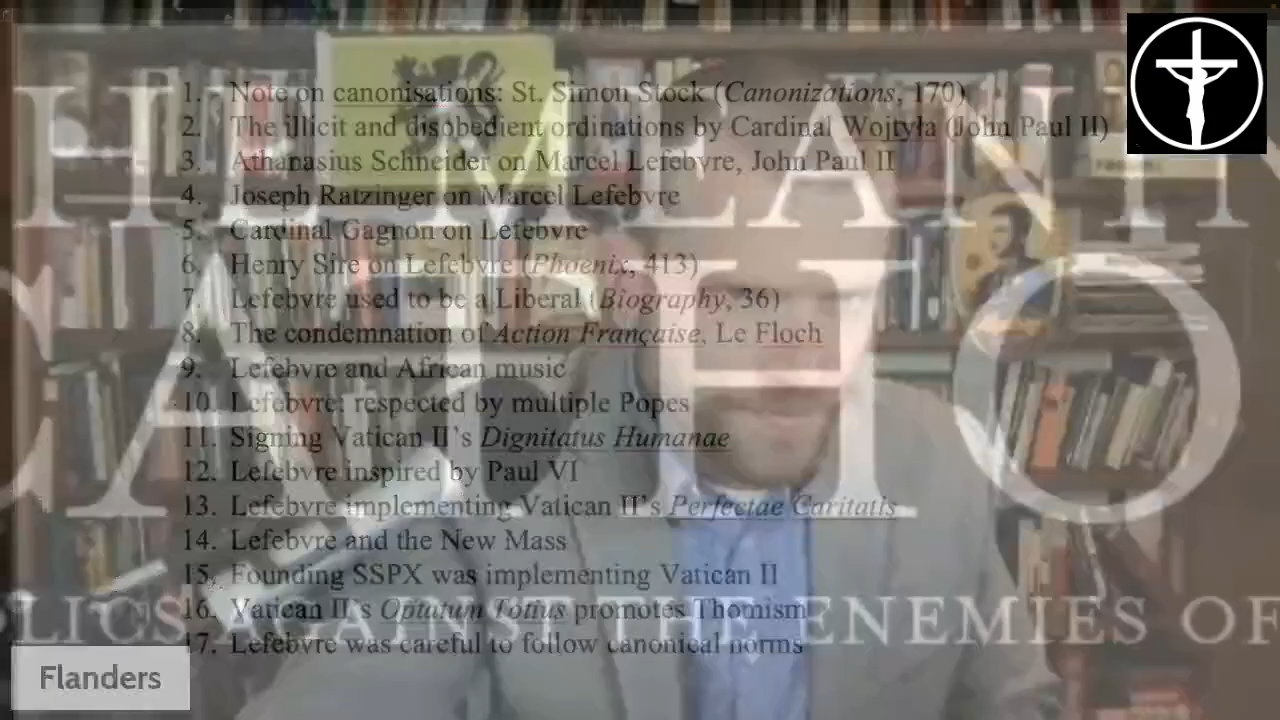 1. Note on canonisations: St. Simon Stock (Canonizations, 170)
2. The illicit and disobedient ordinations by Cardinal Wojtyła (John Paul II)
3. Athanasius Schneider on Marcel Lefebvre, John Paul II
4. Joseph Ratzinger on Marcel Lefebvre
5. Cardinal Gagnon on Lefebvre
6. Henry Sire on Lefebvre (Phoenix, 413)
7. Lefebvre used to be a Liberal (Biography, 36)
8. The condemnation of Action Française, Le Floch
9. Lefebvre and African music
10. Lefebvre: respected by multiple Popes
11. Signing Vatican II's Dignitatus Humanae
12. Lefebvre inspired by Paul VI
13. Lefebvre implementing Vatican II's Perfectae Caritatis
14. Lefebvre and the New Mass
15. Founding SSPX was implementing Vatican II
16. Vatican II's Optatum Totius promotes Thomism
17. Lefebvre was careful to follow canonical norms
HE MEANI
CATHO
PLICS AGAINST THE ENEMIES OF
Flanders